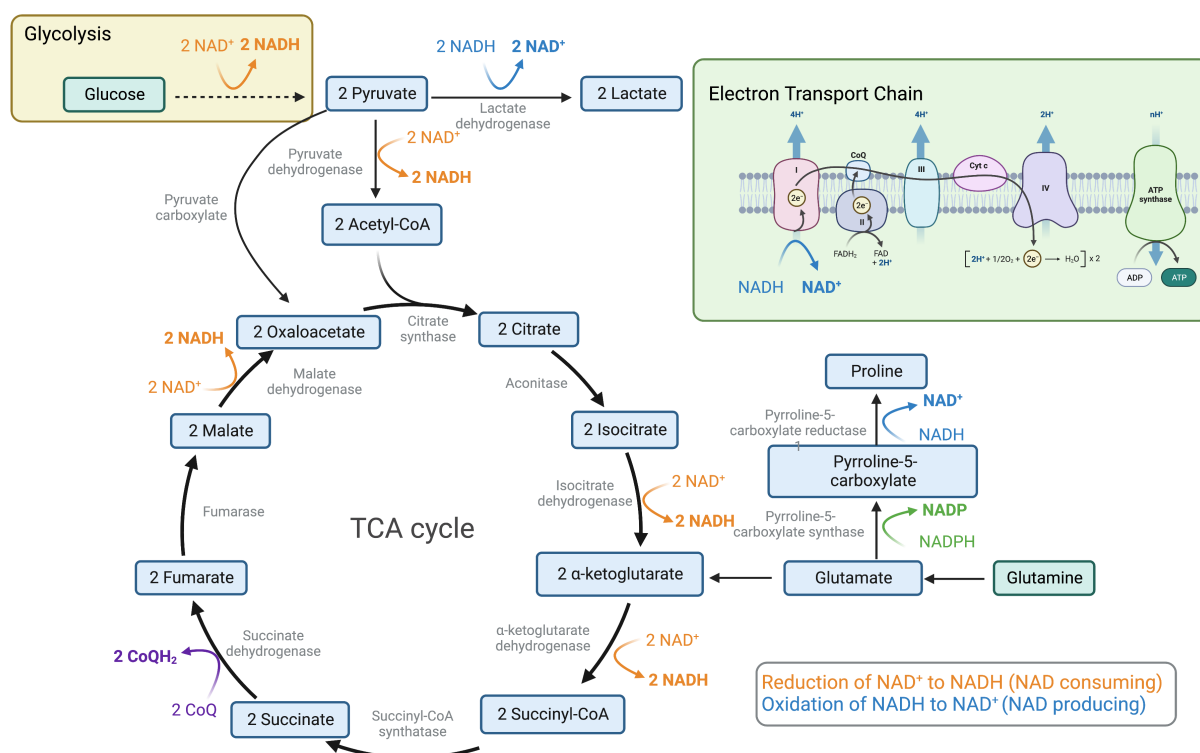 Glycolysis
2 NAD⁺ 2 NADH
Glucose
2 Pyruvate
2 NADH 2 NAD⁺
Lactate
dehydrogenase
2 Lactate
Pyruvate
dehydrogenase
2 NAD⁺
2 NADH
Pyruvate
carboxylate
2 Acetyl-CoA
Electron Transport Chain
4H⁺
4H⁺
2H⁺
nH⁺
I
CoQ
III
Cyt c
IV
ATP
synthase
2e⁻
2e⁻
II
FADH₂
FAD
+ 2H⁺
NADH
NAD⁺
[2H⁺ + 1/2O₂ + 2e⁻ → H₂O] x 2
ADP
ATP
2 Oxaloacetate
Citrate
synthase
2 Citrate
2 NADH
2 NAD⁺
Malate
dehydrogenase
Aconitase
2 Malate
2 Isocitrate
Isocitrate
dehydrogenase
2 NAD⁺
2 NADH
Fumarase
TCA cycle
Proline
Pyrroline-5-
carboxylate reductase
1
NAD⁺
NADH
Pyrroline-5-
carboxylate
Pyrroline-5-
carboxylate synthase
NADP
NADPH
2 Fumarate
2 α-ketoglutarate
Glutamate
Glutamine
Succinate
dehydrogenase
2 CoQH₂
2 CoQ
α-ketoglutarate
dehydrogenase
2 NAD⁺
2 NADH
2 Succinate
Succinyl-CoA
synthatase
2 Succinyl-CoA
Reduction of NAD⁺ to NADH (NAD consuming)
Oxidation of NADH to NAD⁺ (NAD producing)